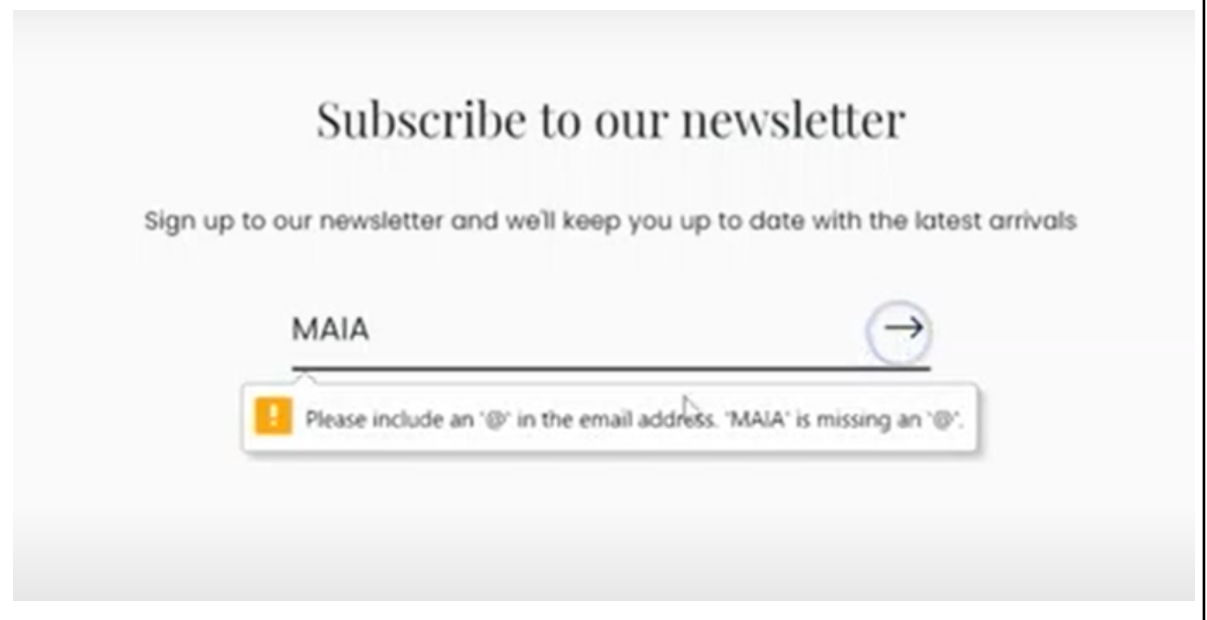 Subscribe to our newsletter
Sign up to our newsletter and we'll keep you up to date with the latest arrivals
MAIA →
! Please include an '@' in the email address. 'MAIA' is missing an '@'.